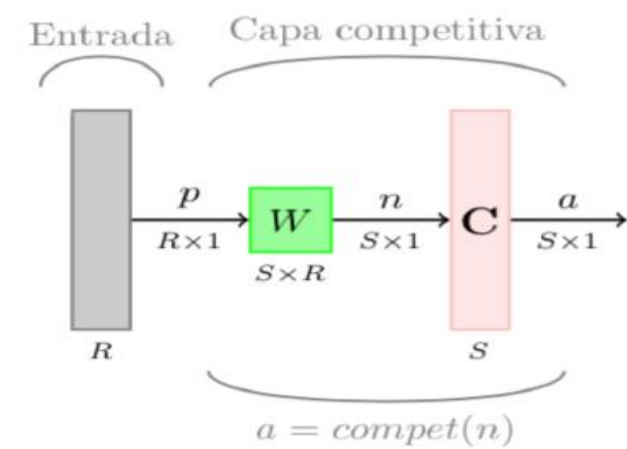 Entrada
Capa competitiva
p
R×1
W
S×R
n
S×1
C
a
S×1
R
S
a = compet(n)